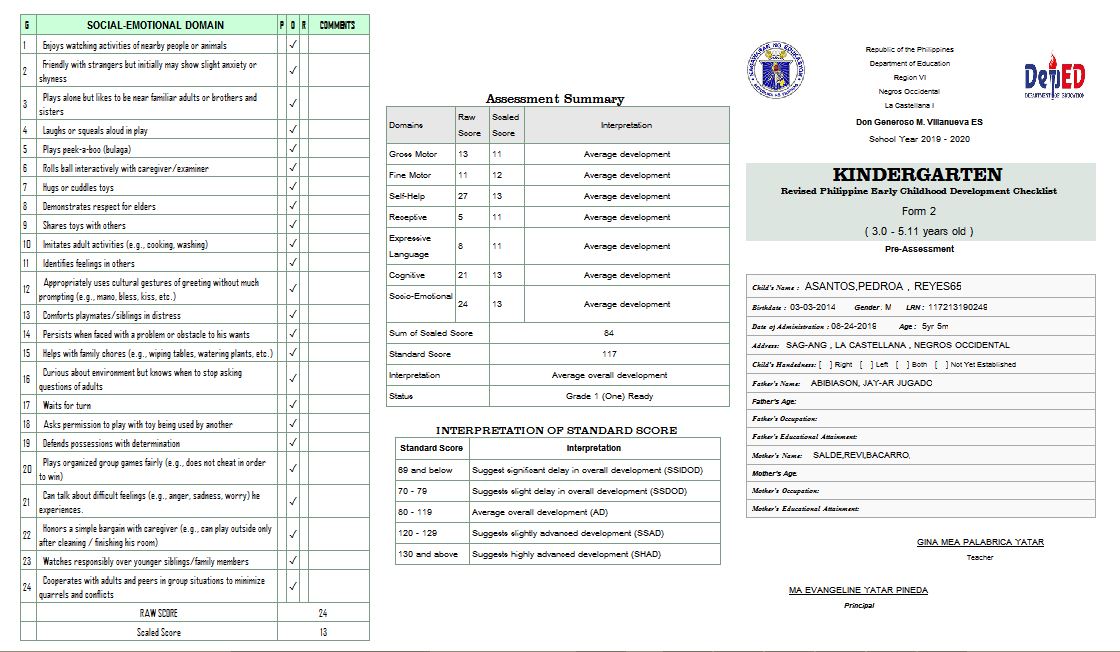 G SOCIAL-EMOTIONAL DOMAIN P O R COMMENTS
1 Enjoys watching activities of nearby people or animals ✓
2 Friendly with strangers but initially may show slight anxiety or
shyness ✓
3 Plays alone but likes to be near familiar adults or brothers and
sisters ✓
4 Laughs or squeals aloud in play ✓
5 Plays peek-a-boo (bulaga) ✓
6 Rolls ball interactively with caregiver/examiner ✓
7 Hugs or cuddles toys ✓
8 Demonstrates respect for elders ✓
9 Shares toys with others ✓
10 Imitates adult activities (e.g., cooking, washing) ✓
11 Identifies feelings in others ✓
12 Appropriately uses cultural gestures of greeting without much
prompting (e.g., mano, bless, kiss, etc.) ✓
13 Comforts playmates/siblings in distress ✓
14 Persists when faced with a problem or obstacle to his wants ✓
15 Helps with family chores (e.g., wiping tables, watering plants, etc.) ✓
16 Curious about environment but knows when to stop asking
questions of adults ✓
17 Waits for turn ✓
18 Asks permission to play with toy being used by another ✓
19 Defends possessions with determination ✓
20 Plays organized group games fairly (e.g., does not cheat in order
to win) ✓
21 Can talk about difficult feelings (e.g., anger, sadness, worry) he
experiences. ✓
22 Honors a simple bargain with caregiver (e.g., can play outside only
after cleaning / finishing his room) ✓
23 Watches responsibly over younger siblings/family members ✓
24 Cooperates with adults and peers in group situations to minimize
quarrels and conflicts ✓
RAW SCORE 24
Scaled Score 13
Assessment Summary
Domains Raw Score Scaled Score Interpretation
Gross Motor 13 11 Average development
Fine Motor 11 12 Average development
Self-Help 27 13 Average development
Receptive 5 11 Average development
Expressive
Language 8 11 Average development
Cognitive 21 13 Average development
Socio-Emotional 24 13 Average development
Sum of Scaled Score 84
Standard Score 117
Interpretation Average overall development
Status Grade 1 (One) Ready
INTERPRETATION OF STANDARD SCORE
Standard Score Interpretation
69 and below Suggest significant delay in overall development (SSIDOD)
70 - 79 Suggests slight delay in overall development (SSDOD)
80 - 119 Average overall development (AD)
120 - 129 Suggests slightly advanced development (SSAD)
130 and above Suggests highly advanced development (SHAD)
Republic of the Philippines
Department of Education
Region VI
Negros Occidental
La Castellana I
Don Generoso M. Villanueva ES
School Year 2019 - 2020
DepED
DEPARTMENT OF EDUCATION
KINDERGARTEN
Revised Philippine Early Childhood Development Checklist
Form 2
( 3.0 - 5.11 years old )
Pre-Assessment
Child's Name : ASANTOS,PEDROA , REYES65
Birthdate : 03-03-2014 Gender: M LRN : 117213190249
Date of Administration : 08-24-2019 Age : 5yr 5m
Address: SAG-ANG , LA CASTELLANA , NEGROS OCCIDENTAL
Child's Handedness: [ ] Right [ ] Left [ ] Both [ ] Not Yet Established
Father's Name: ABIBIASON, JAY-AR JUGADO
Father's Age:
Father's Occupation:
Father's Educational Attainment:
Mother's Name: SALDE,REVI,BACARRO,
Mother's Age.
Mother's Occupation:
Mother's Educational Attainment:
GINA MEA PALABRICA YATAR
Teacher
MA EVANGELINE YATAR PINEDA
Principal